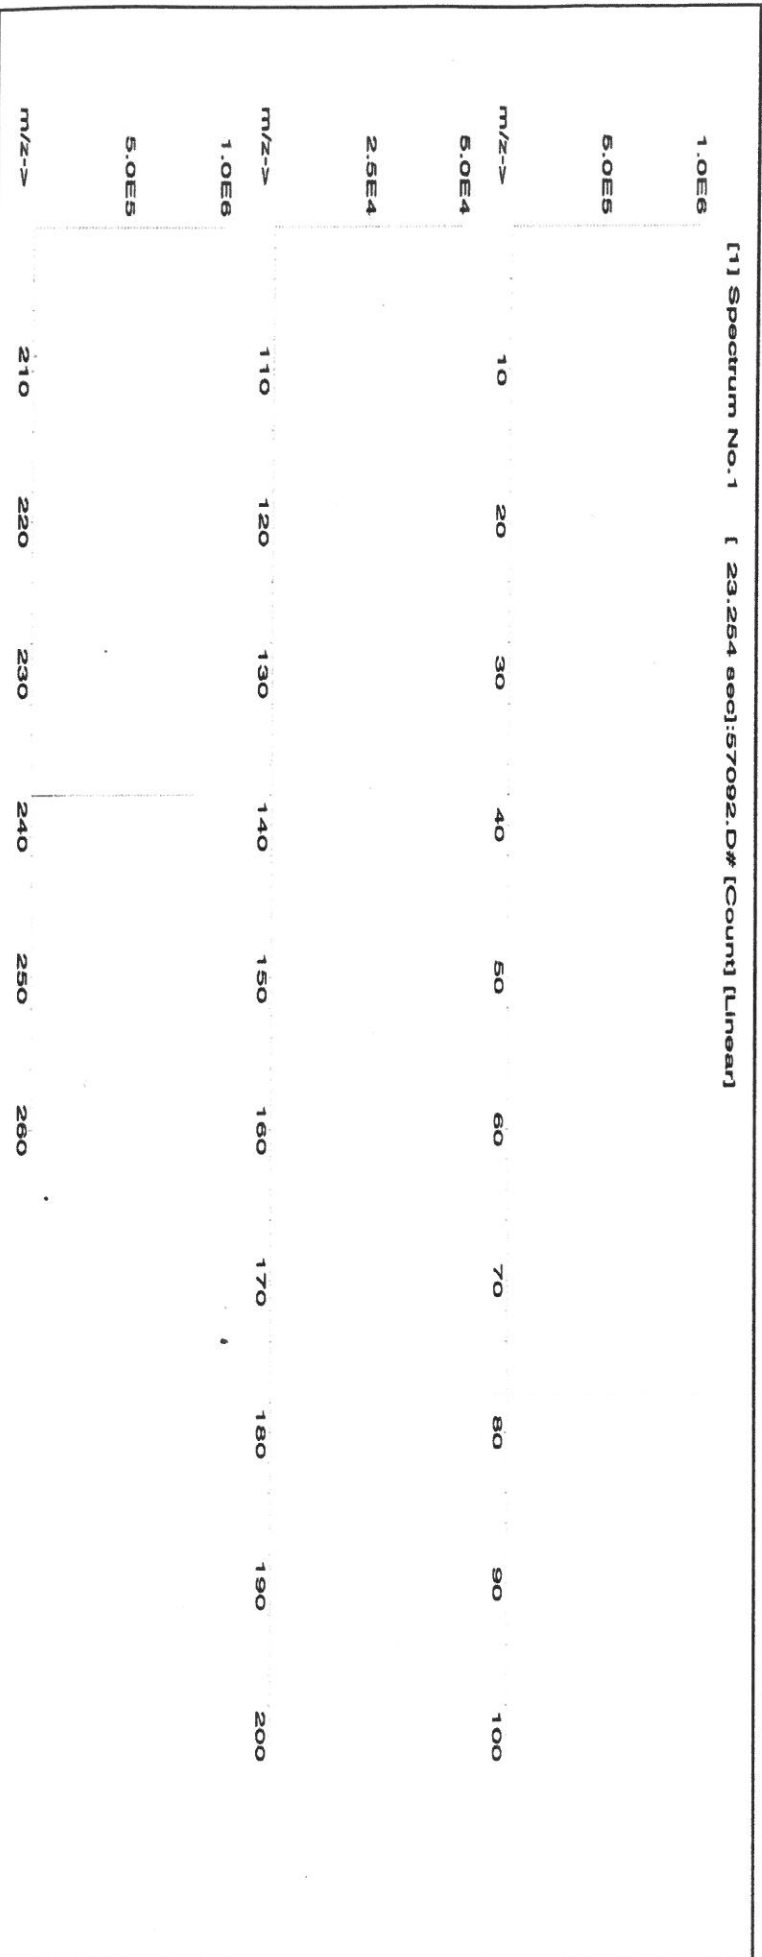 [1] Spectrum No.1 [ 23.254 sec]:57092.D# [Count] [Linear]
1.0E6
5.0E5
m/z-> 10 20 30 40 50 60 70 80 90 100
5.0E4
2.5E4
m/z-> 110 120 130 140 150 160 170 180 190 200
1.0E6
5.0E5
m/z-> 210 220 230 240 250 260